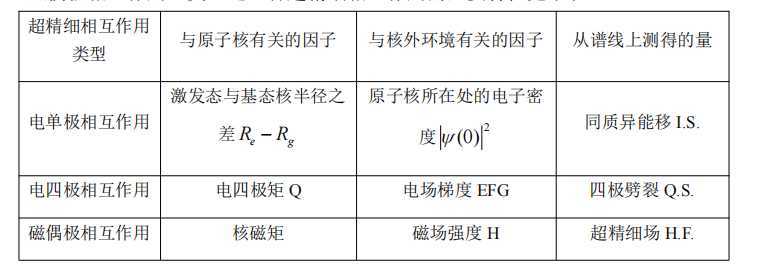 超精细相互作用类型 与原子核有关的因子 与核外环境有关的因子 从谱线上测得的量
电单极相互作用 激发态与基态核半径之差 R_e − R_g 原子核所在处的电子密度|ψ(0)|² 同质异能移 I.S.
电四极相互作用 电四极矩 Q 电场梯度 EFG 四极劈裂 Q.S.
磁偶极相互作用 核磁矩 磁场强度 H 超精细场 H.F.